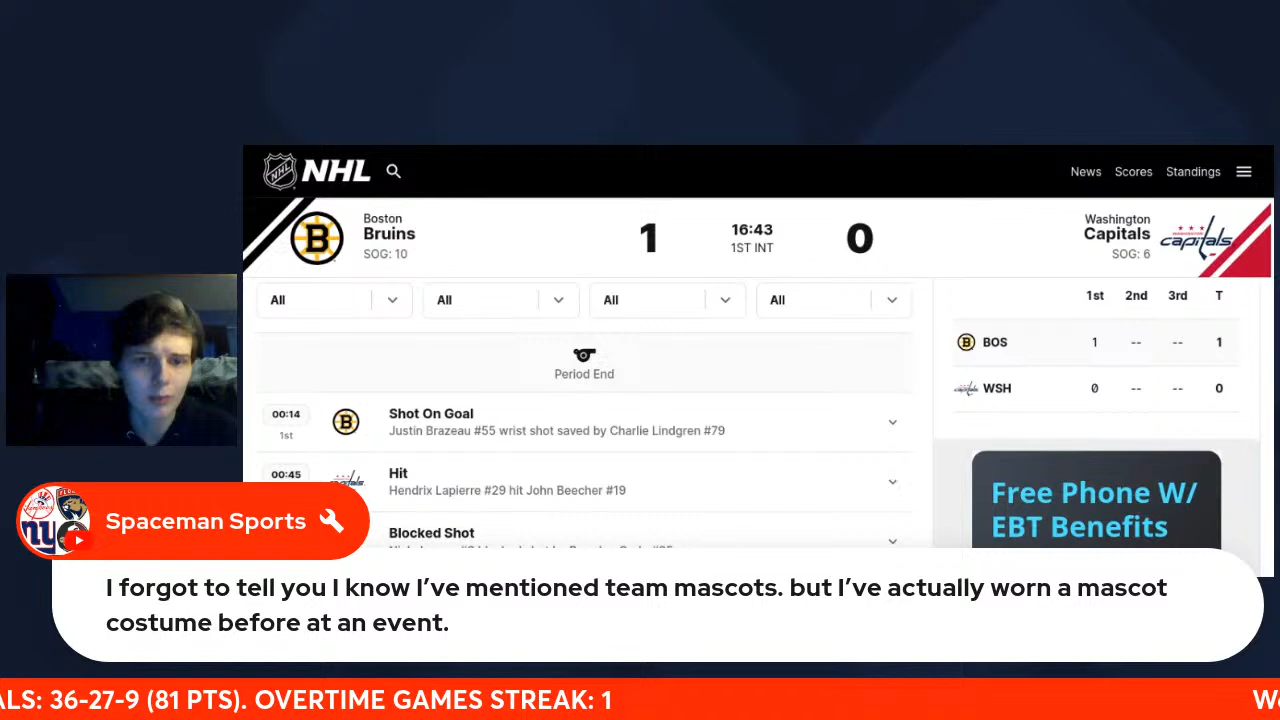 NHL
News Scores Standings
Boston
Bruins
SOG: 10
1
16:43
1ST INT
0
Washington
Capitals
SOG: 6
capitals
All All All All
1st 2nd 3rd T
BOS 1 -- -- 1
WSH 0 -- -- 0
Period End
00:14
1st
Shot On Goal
Justin Brazeau #55 wrist shot saved by Charlie Lindgren #79
00:45
Hit
Hendrix Lapierre #29 hit John Beecher #19
Blocked Shot
Free Phone W/
EBT Benefits
Spaceman Sports
I forgot to tell you I know I’ve mentioned team mascots. but I’ve actually worn a mascot
costume before at an event.
ALS: 36-27-9 (81 PTS). OVERTIME GAMES STREAK: 1